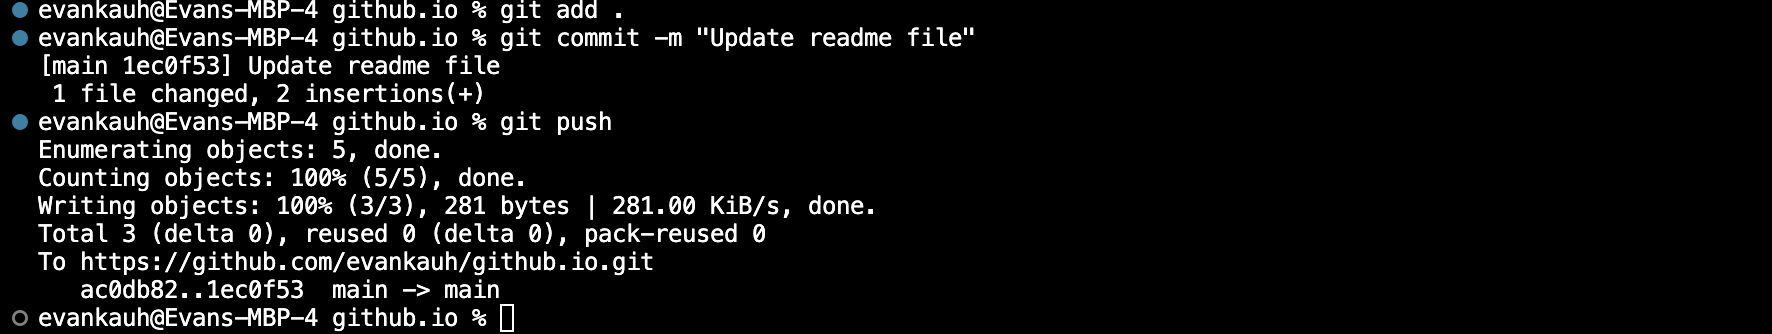 evankauh@Evans-MBP-4 github.io % git add .
evankauh@Evans-MBP-4 github.io % git commit -m "Update readme file"
[main 1ec0f53] Update readme file
 1 file changed, 2 insertions(+)
evankauh@Evans-MBP-4 github.io % git push
Enumerating objects: 5, done.
Counting objects: 100% (5/5), done.
Writing objects: 100% (3/3), 281 bytes | 281.00 KiB/s, done.
Total 3 (delta 0), reused 0 (delta 0), pack-reused 0
To https://github.com/evankauh/github.io.git
   ac0db82..1ec0f53  main -> main
evankauh@Evans-MBP-4 github.io %